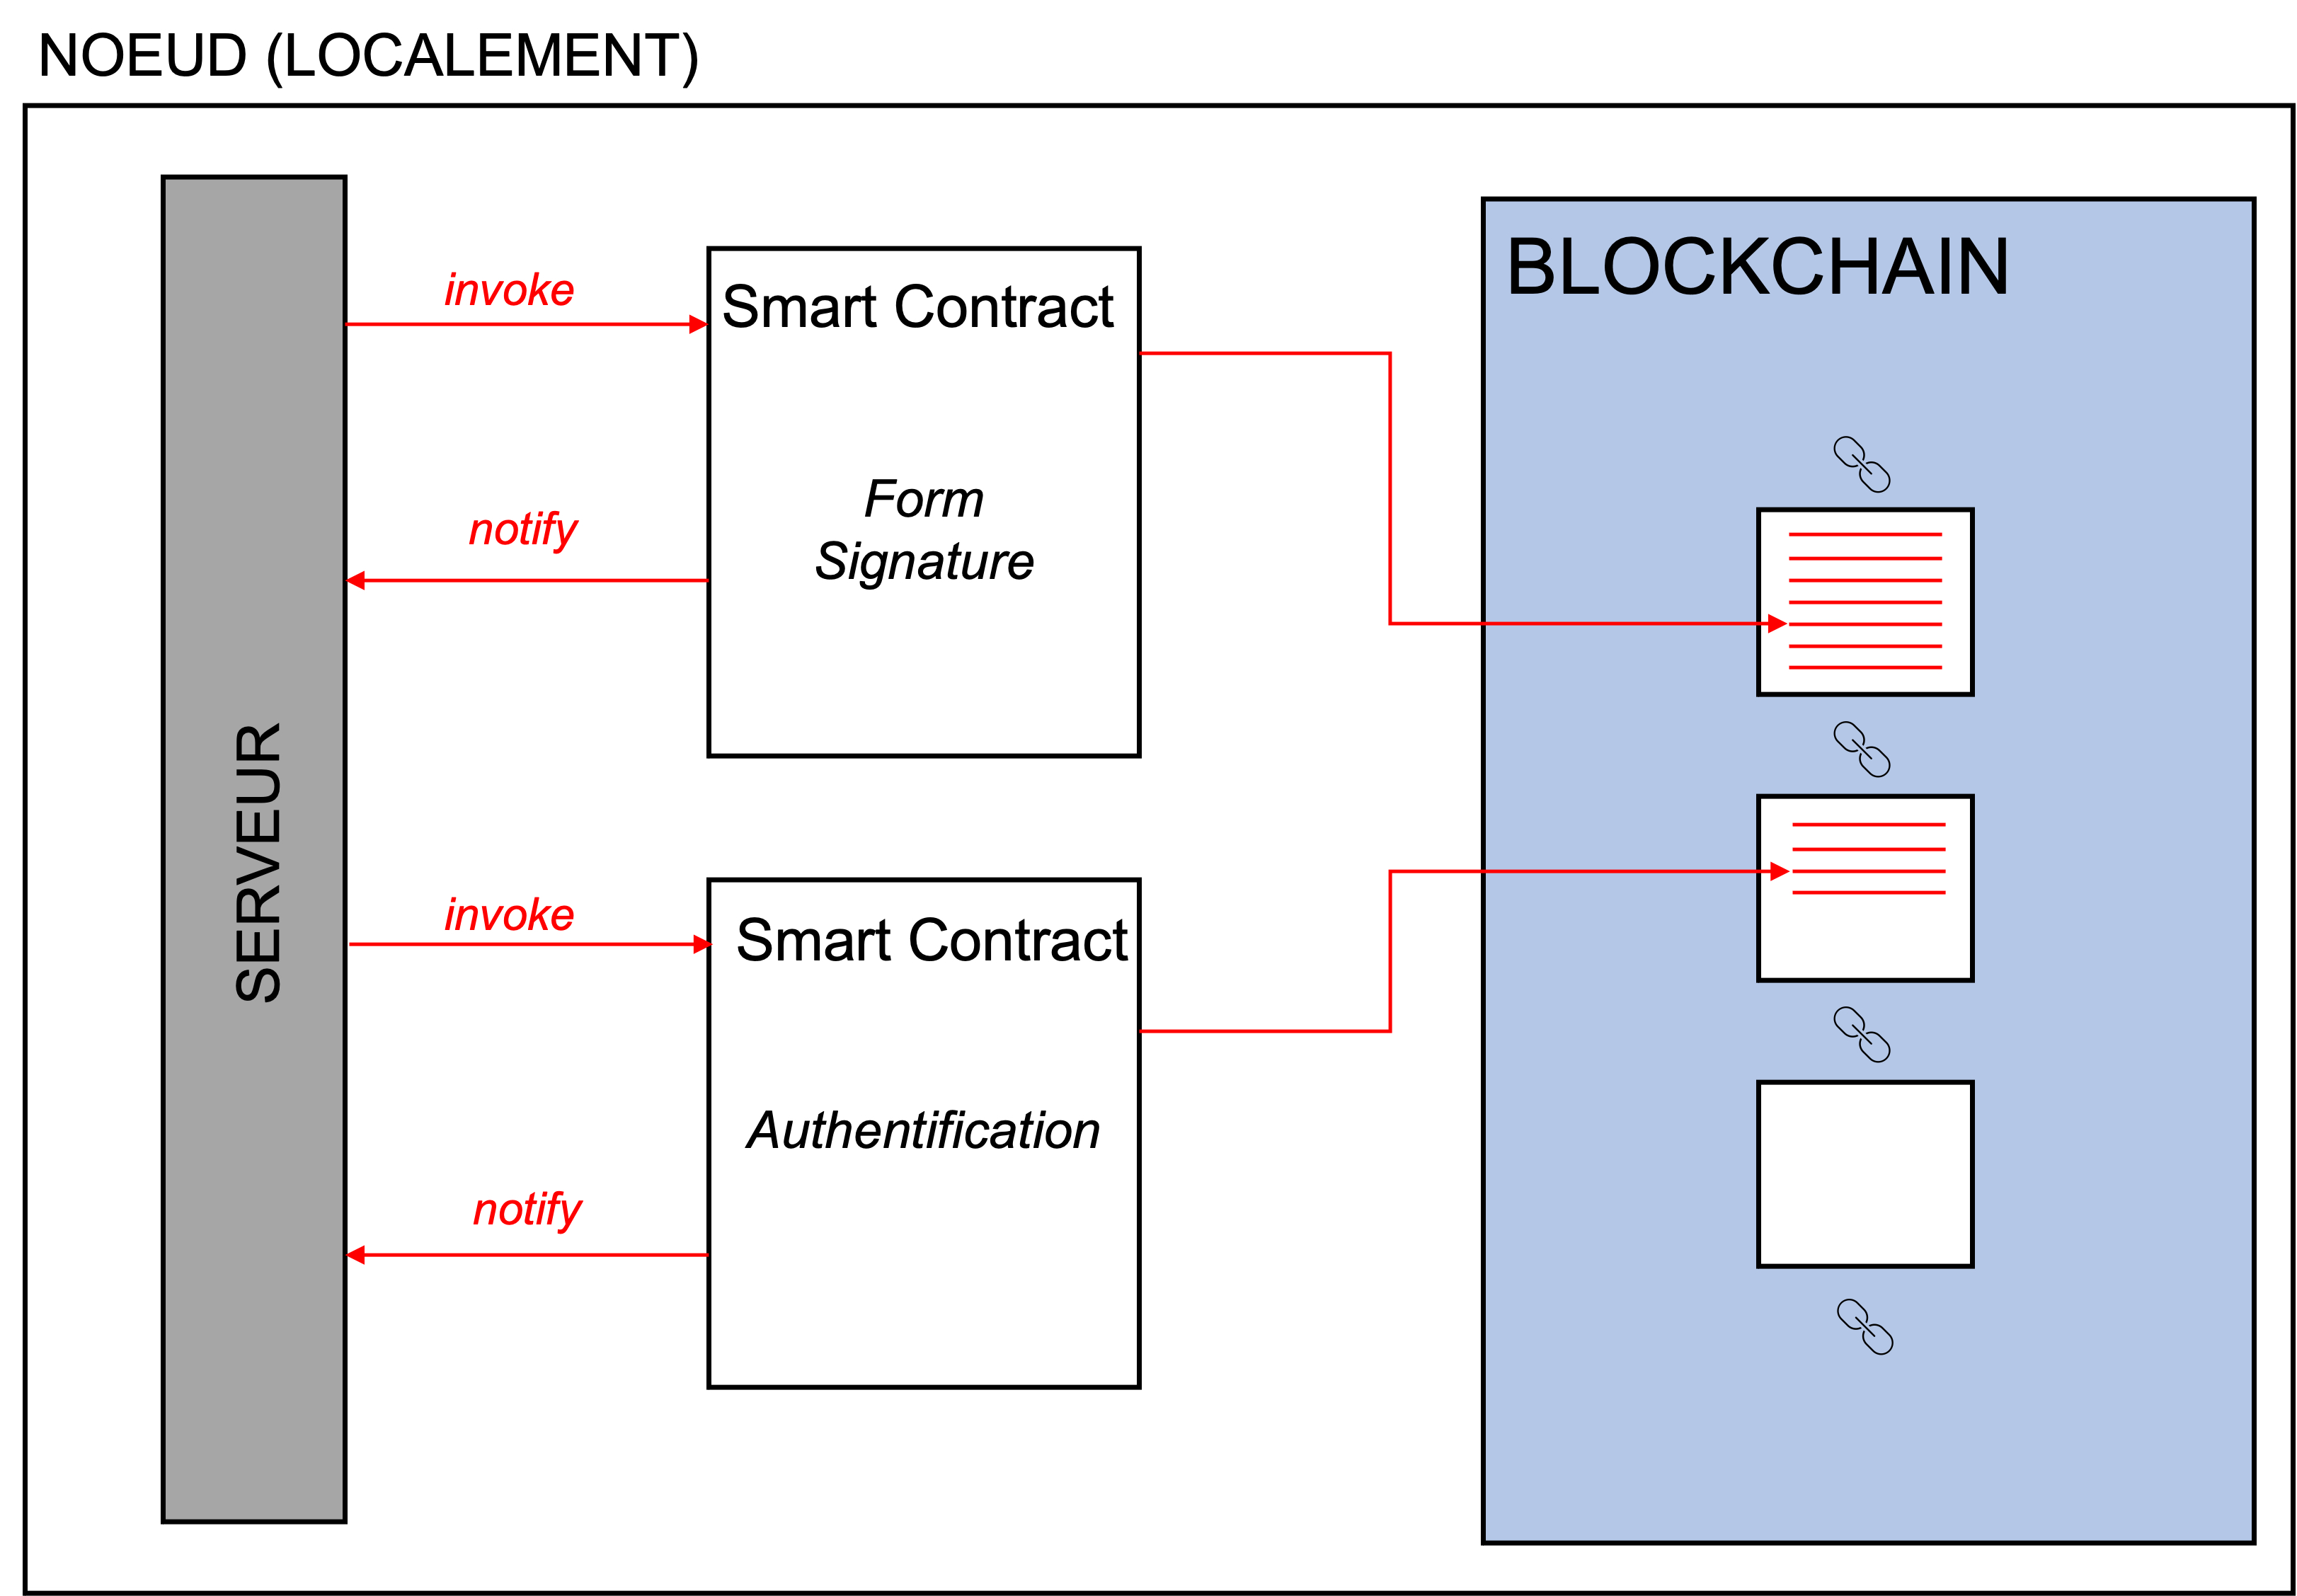 NOEUD (LOCALEMENT)
SERVEUR
invoke
notify
Smart Contract
Form
Signature
invoke
notify
Smart Contract
Authentification
BLOCKCHAIN